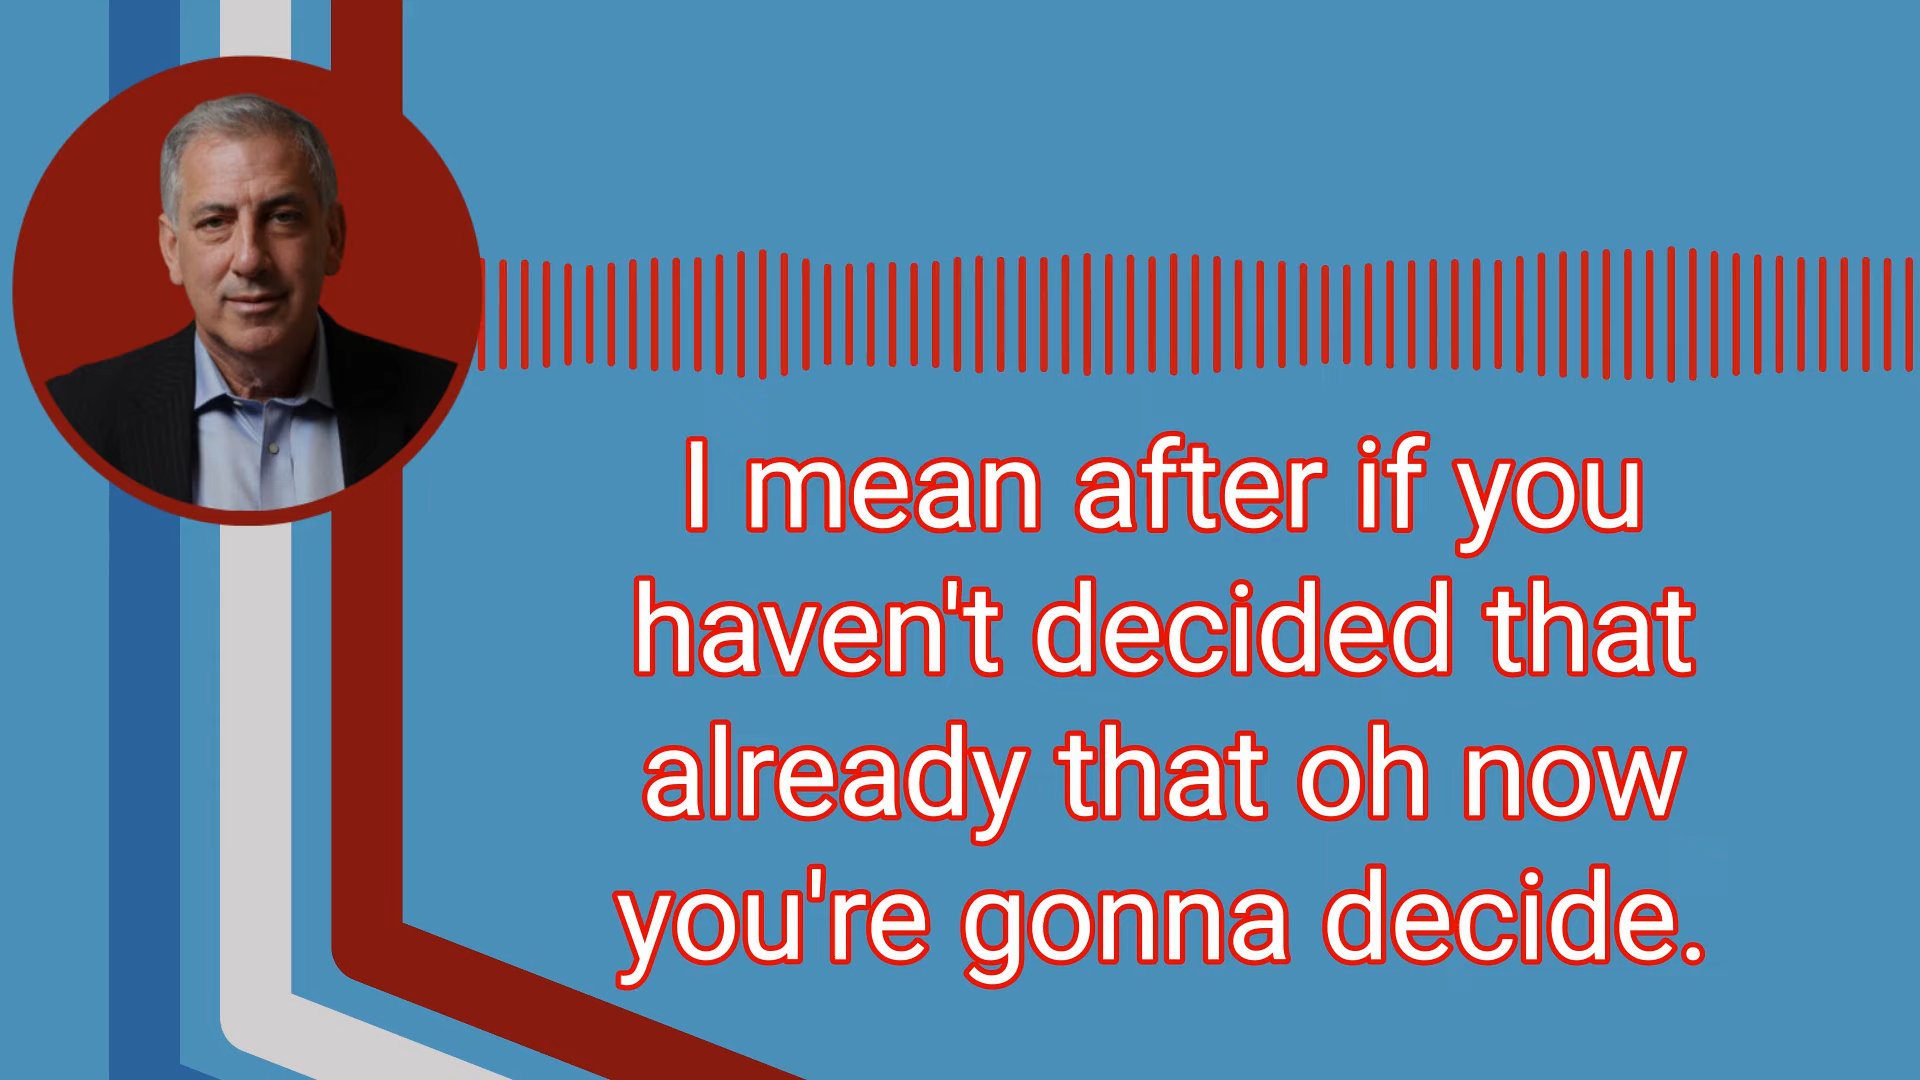 I mean after if you
haven't decided that
already that oh now
you're gonna decide.